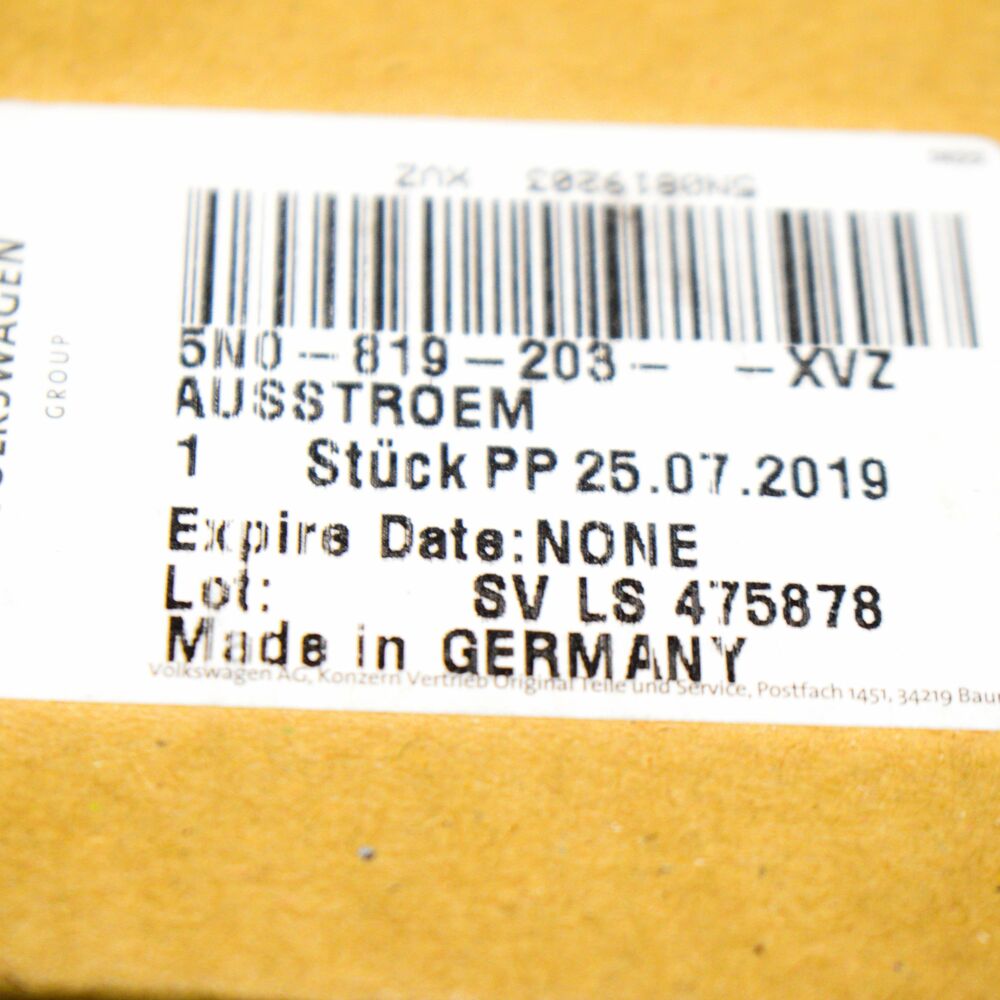 5N0819203 XVZ
5N0-819-203- -XVZ
AUSSTROEM
1 Stück PP 25.07.2019
Expire Date:NONE
Lot: SV LS 475878
Made in GERMANY
Volkswagen AG, Konzern Vertrieb Original Teile und Service, Postfach 1451, 34219
VOLKSWAGEN
GROUP